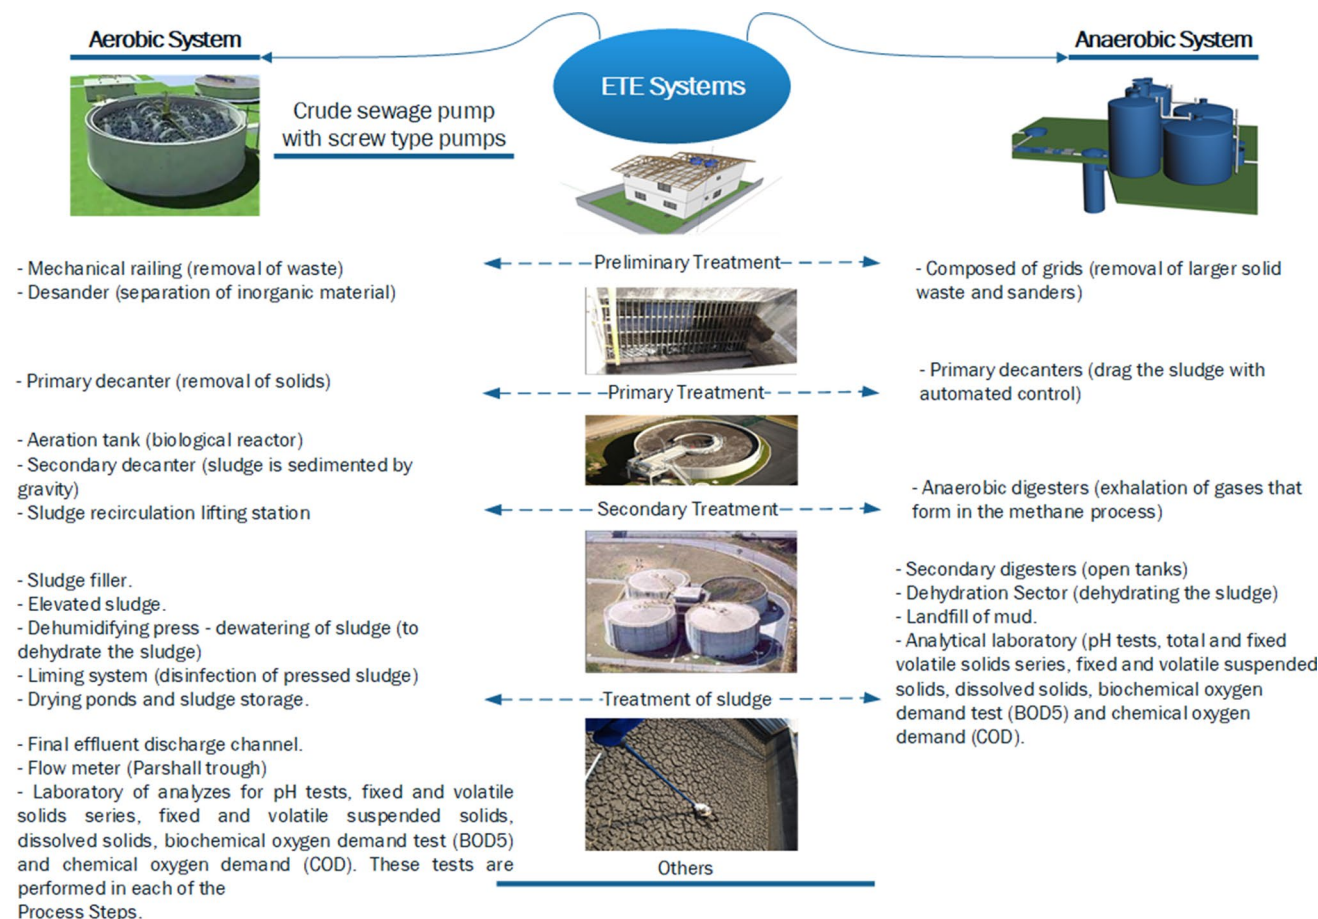 Aerobic System
ETE Systems
Anaerobic System
Crude sewage pump
with screw type pumps
- Mechanical railing (removal of waste)
- Desander (separation of inorganic material)
Preliminary Treatment
- Composed of grids (removal of larger solid
waste and sanders)
- Primary decanter (removal of solids)
Primary Treatment
- Primary decanters (drag the sludge with
automated control)
- Aeration tank (biological reactor)
- Secondary decanter (sludge is sedimented by
gravity)
- Sludge recirculation lifting station
Secondary Treatment
- Anaerobic digesters (exhalation of gases that
form in the methane process)
- Sludge filler.
- Elevated sludge.
- Dehumidifying press - dewatering of sludge (to
dehydrate the sludge)
- Liming system (disinfection of pressed sludge)
- Drying ponds and sludge storage.
Treatment of sludge
- Secondary digesters (open tanks)
- Dehydration Sector (dehydrating the sludge)
- Landfill of mud.
- Analytical laboratory (pH tests, total and fixed
volatile solids series, fixed and volatile suspended
solids, dissolved solids, biochemical oxygen
demand test (BOD5) and chemical oxygen
demand (COD).
- Final effluent discharge channel.
- Flow meter (Parshall trough)
- Laboratory of analyzes for pH tests, fixed and volatile
solids series, fixed and volatile suspended solids,
dissolved solids, biochemical oxygen demand test (BOD5)
and chemical oxygen demand (COD). These tests are
performed in each of the
Process Steps.
Others